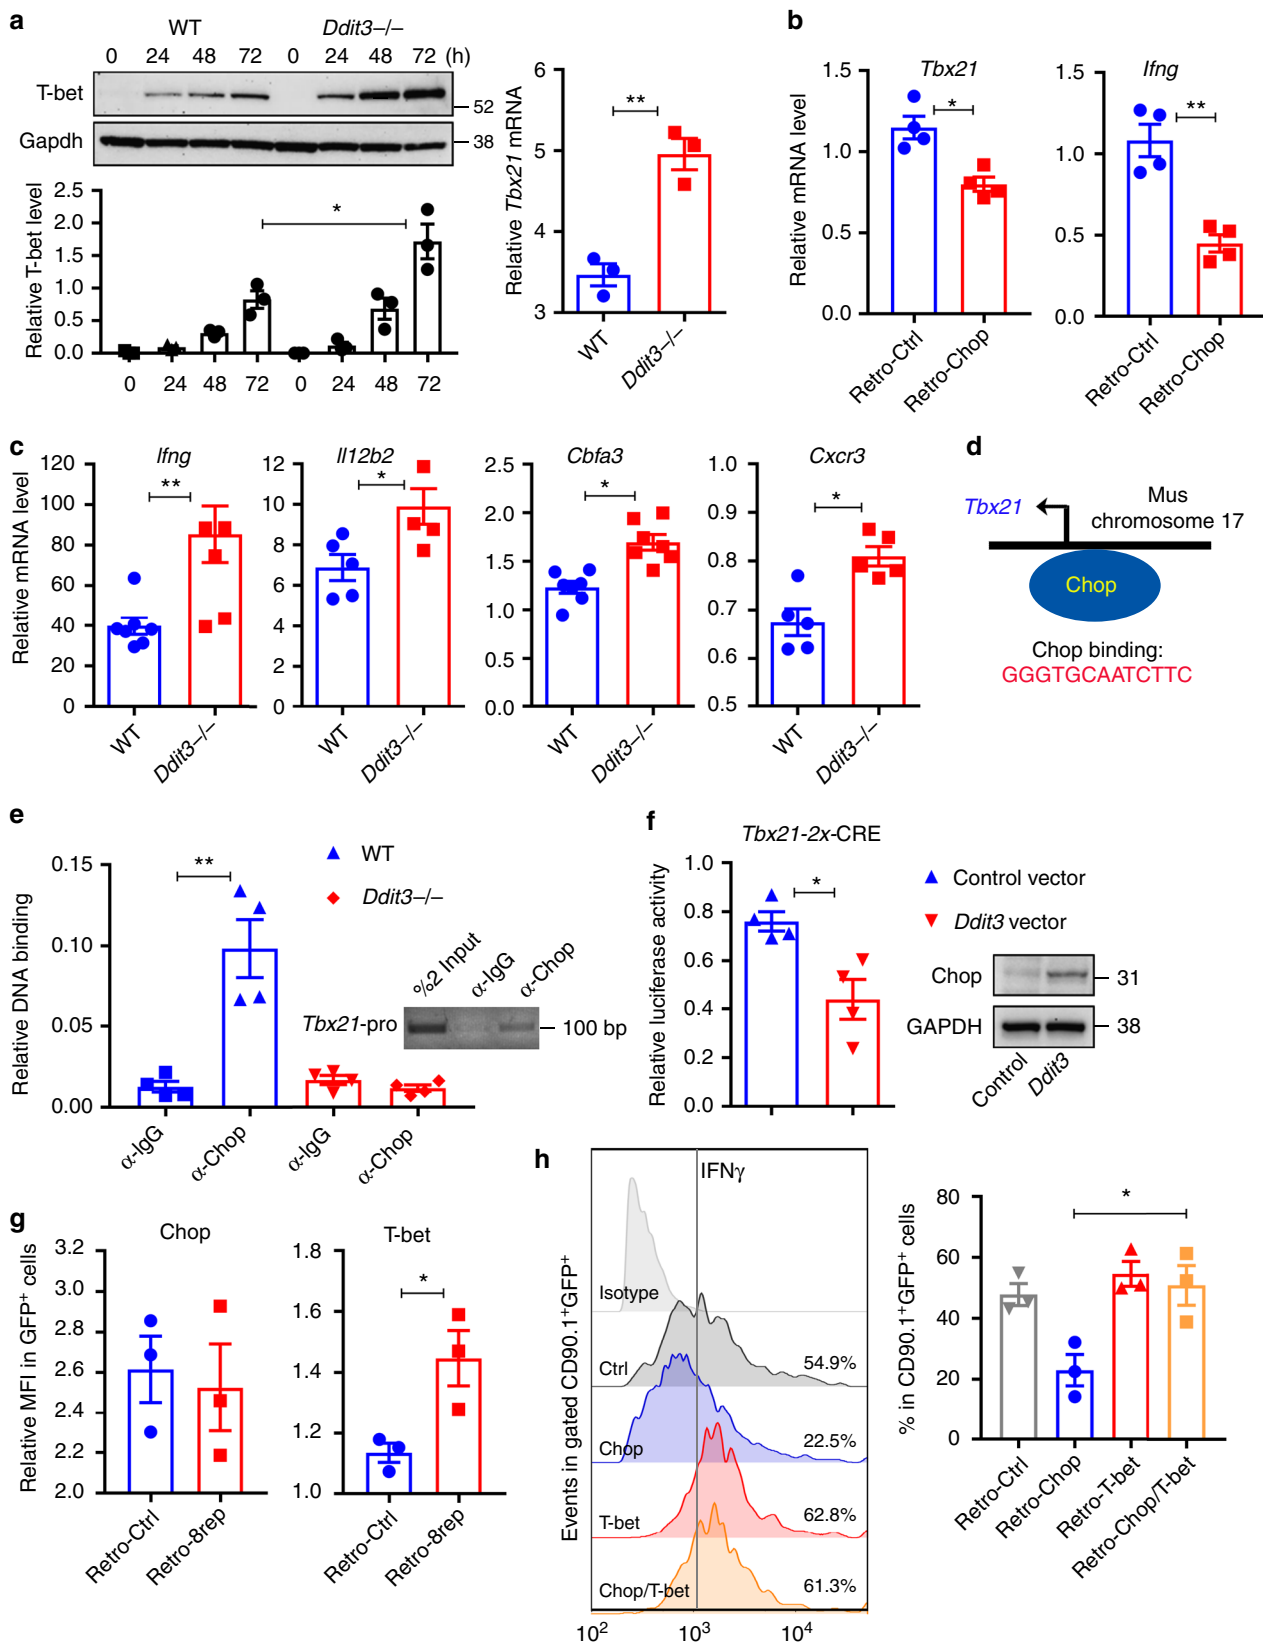 a
WT Ddit3–/–
0 24 48 72 0 24 48 72 (h)
T-bet
52
Gapdh
38
Relative T-bet level
2.5
2.0
1.5
1.0
0.5
0.0
*
0 24 48 72 0 24 48 72
Relative Tbx21 mRNA
6
5
4
3
**
WT
Ddit3–/–
b
Tbx21
Relative mRNA level
1.5
1.0
0.5
0.0
*
Retro-Ctrl
Retro-Chop
Ifng
1.5
1.0
0.5
0.0
**
Retro-Ctrl
Retro-Chop
c
Relative mRNA level
Ifng
120
100
80
60
40
20
0
**
WT
Ddit3–/–
Il12b2
12
10
8
6
4
2
0
*
WT
Ddit3–/–
Cbfa3
2.5
2.0
1.5
1.0
0.5
0.0
*
WT
Ddit3–/–
Cxcr3
1.0
0.9
0.8
0.7
0.6
0.5
*
WT
Ddit3–/–
d
Tbx21
Mus
chromosome 17
Chop
Chop binding:
GGGTGCAATCTTC
e
Relative DNA binding
0.15
0.10
0.05
0.00
**
WT
Ddit3–/–
%2 Input
α-IgG
α-Chop
Tbx21-pro
100 bp
α-IgG
α-Chop
α-IgG
α-Chop
f
Tbx21-2x-CRE
Relative luciferase activity
1.0
0.8
0.6
0.4
0.2
0.0
*
Control vector
Ddit3 vector
Chop
31
GAPDH
38
Control
Ddit3
g
Relative MFI in GFP⁺ cells
Chop
3.2
3.0
2.8
2.6
2.4
2.2
2.0
Retro-Ctrl
Retro-8rep
T-bet
1.8
1.6
1.4
1.2
1.0
*
Retro-Ctrl
Retro-8rep
h
Events in gated CD90.1⁺GFP⁺
IFNγ
Isotype
Ctrl
54.9%
Chop
22.5%
T-bet
62.8%
Chop/T-bet
61.3%
10²
10³
10⁴
% in CD90.1⁺GFP⁺ cells
80
60
40
20
0
*
Retro-Ctrl
Retro-Chop
Retro-T-bet
Retro-Chop/T-bet